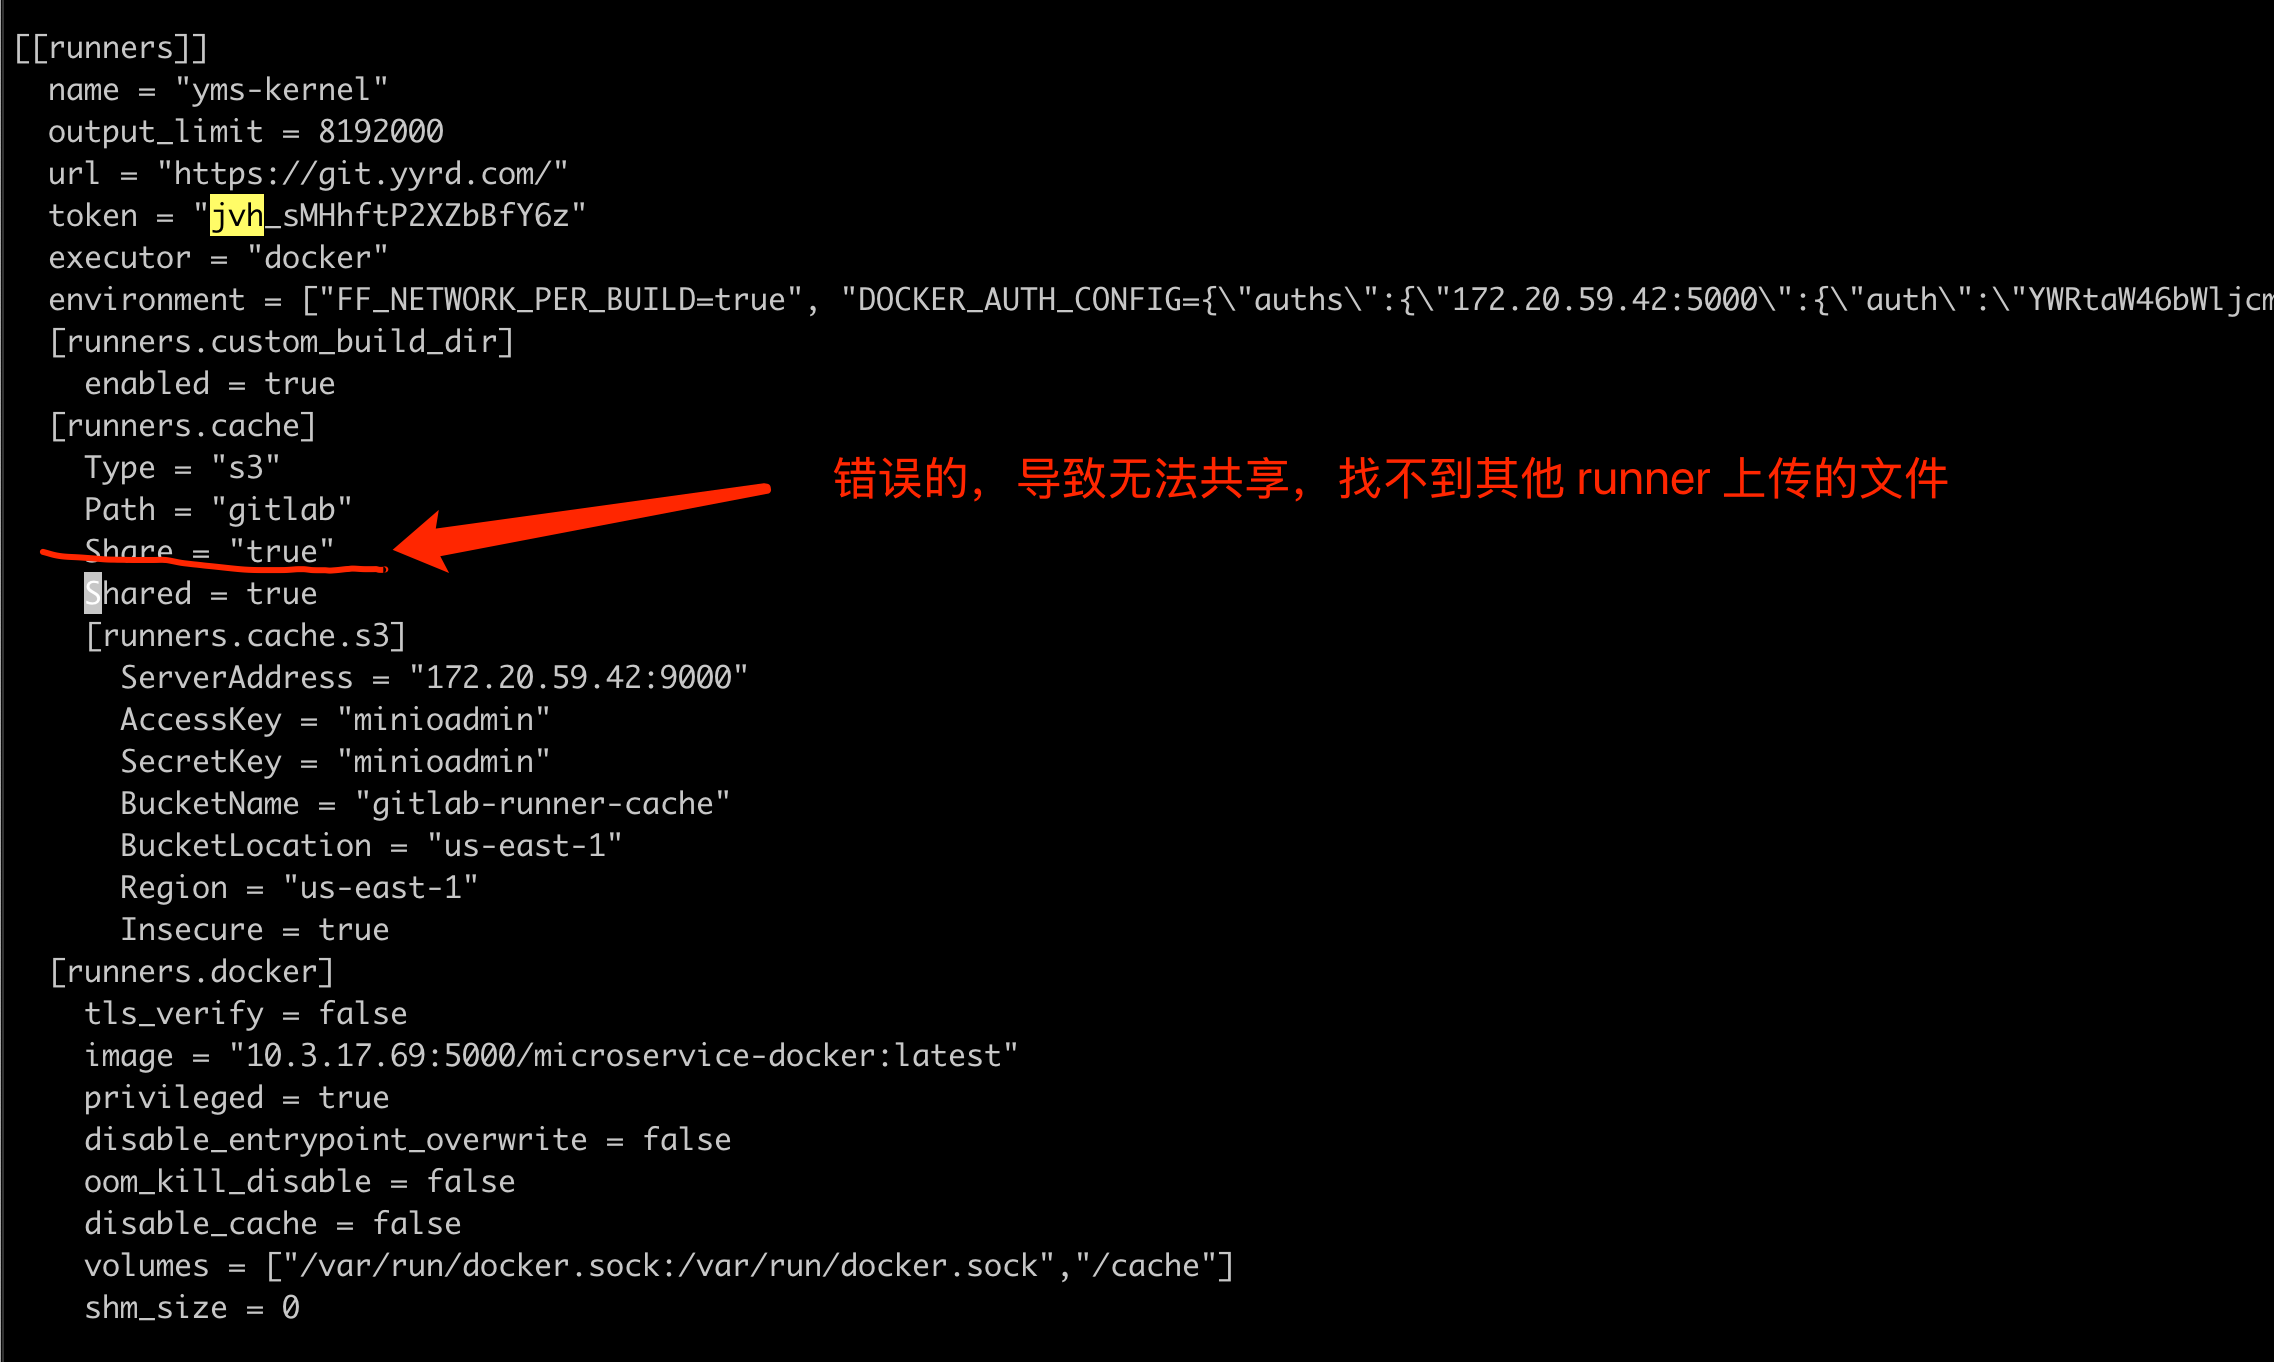 [[runners]]
name = "yms-kernel"
output_limit = 8192000
url = "https://git.yyrd.com/"
token = "jvh_sMHhftP2XZbBfY6z"
executor = "docker"
environment = ["FF_NETWORK_PER_BUILD=true", "DOCKER_AUTH_CONFIG={\"auths\":{\"172.20.59.42:5000\":{\"auth\":\"YWRtaW46bWljcm
[runners.custom_build_dir]
enabled = true
[runners.cache]
Type = "s3"
错误的，导致无法共享，找不到其他 runner 上传的文件
Path = "gitlab"
Share = "true"
Shared = true
[runners.cache.s3]
ServerAddress = "172.20.59.42:9000"
AccessKey = "minioadmin"
SecretKey = "minioadmin"
BucketName = "gitlab-runner-cache"
BucketLocation = "us-east-1"
Region = "us-east-1"
Insecure = true
[runners.docker]
tls_verify = false
image = "10.3.17.69:5000/microservice-docker:latest"
privileged = true
disable_entrypoint_overwrite = false
oom_kill_disable = false
disable_cache = false
volumes = ["/var/run/docker.sock:/var/run/docker.sock","/cache"]
shm_size = 0